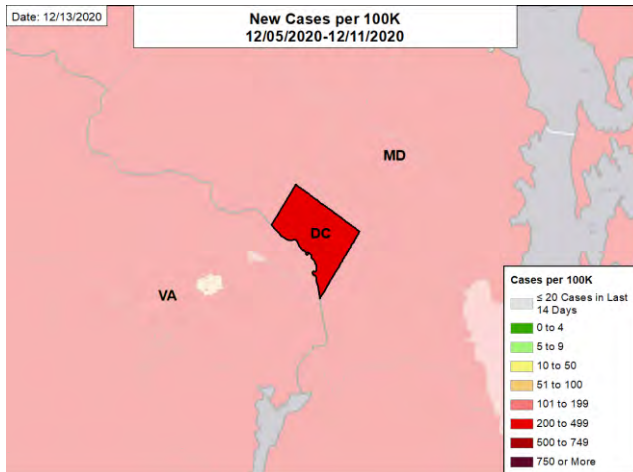 Date: 12/13/2020
New Cases per 100K
12/05/2020-12/11/2020
MD
DC
VA
Cases per 100K
≤ 20 Cases in Last
14 Days
0 to 4
5 to 9
10 to 50
51 to 100
101 to 199
200 to 499
500 to 749
750 or More